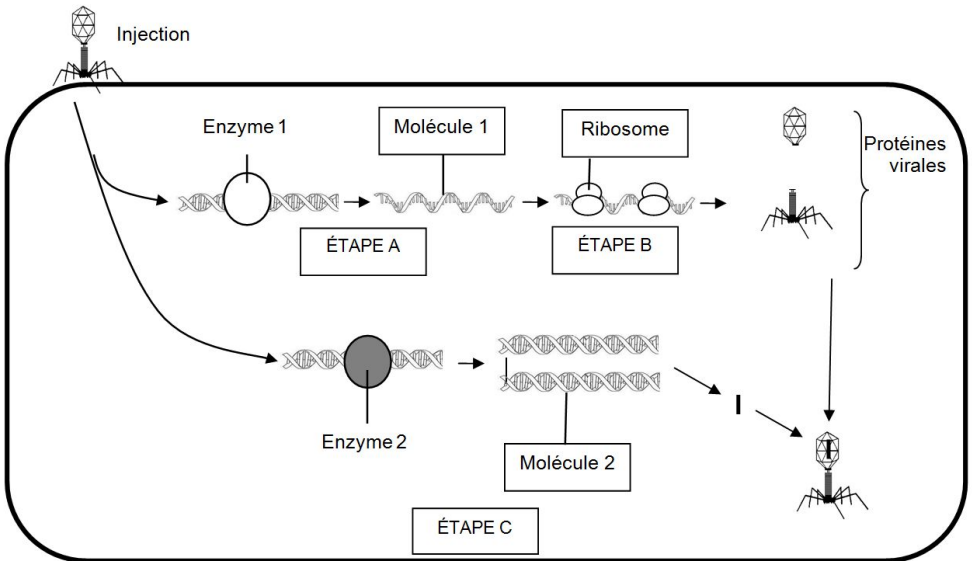 Injection
Enzyme 1
Molécule 1
Ribosome
Protéines
virales
ÉTAPE A
ÉTAPE B
Enzyme 2
Molécule 2
ÉTAPE C